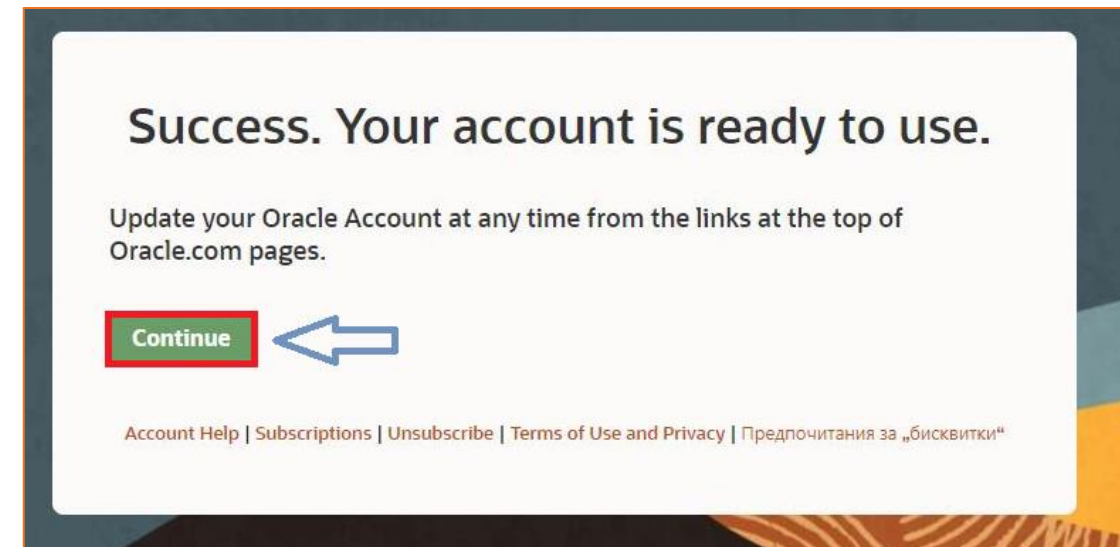 Success. Your account is ready to use.
Update your Oracle Account at any time from the links at the top of
Oracle.com pages.
Continue
Account Help | Subscriptions | Unsubscribe | Terms of Use and Privacy | Предпочитания за „бисквитки“